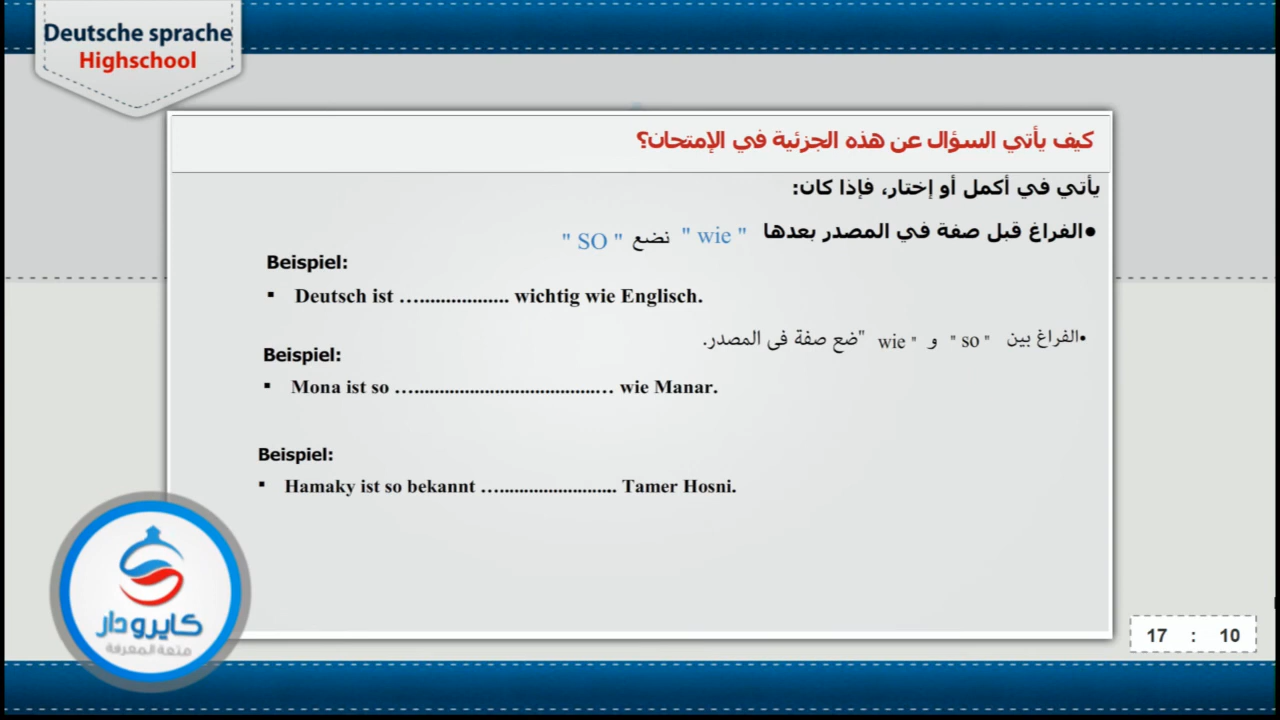 Deutsche sprache
Highschool
كيف يأتي السؤال عن هذه الجزئية في الإمتحان؟
يأتي في أكمل أو إختار، فإذا كان:
●الفراغ قبل صفة في المصدر بعدها " wie " نضع " SO "
Beispiel:
▪ Deutsch ist ….................. wichtig wie Englisch.
•الفراغ بين " so " و " wie "ضع صفة فى المصدر.
Beispiel:
▪ Mona ist so ….....................................… wie Manar.
Beispiel:
▪ Hamaky ist so bekannt …........................ Tamer Hosni.
كايرودار
متعة المعرفة
17 : 10